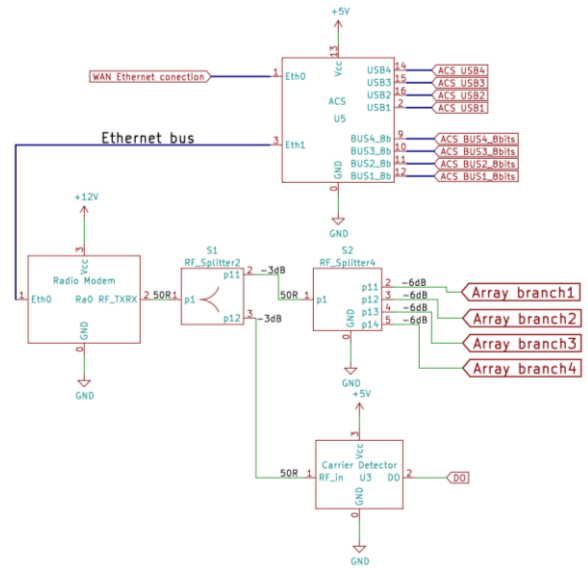 +5V
13
Vcc
WAN Ethernet conection
1
Eth0
ACS
U5
USB4
14
ACS USB4
USB3
15
ACS USB3
USB2
16
ACS USB2
USB1
2
ACS USB1
Ethernet bus
3
Eth1
BUS4_8b
9
ACS BUS4_8bits
BUS3_8b
10
ACS BUS3_8bits
BUS2_8b
11
ACS BUS2_8bits
BUS1_8b
12
ACS BUS1_8bits
GND
0
GND
+12V
3
Vcc
Radio Modem
1
Eth0
Ra0 RF_TXRX
2
50R
GND
0
GND
S1
RF_Splitter2
1
p1
p11
2
-3dB
p12
3
-3dB
S2
RF_Splitter4
50R
1
p1
p11
2
-6dB
Array branch1
p12
3
-6dB
Array branch2
p13
4
-6dB
Array branch3
p14
5
-6dB
Array branch4
GND
0
GND
+5V
3
Vcc
Carrier Detector
50R
1
RF_in
U3
DO
2
DO
GND
0
GND